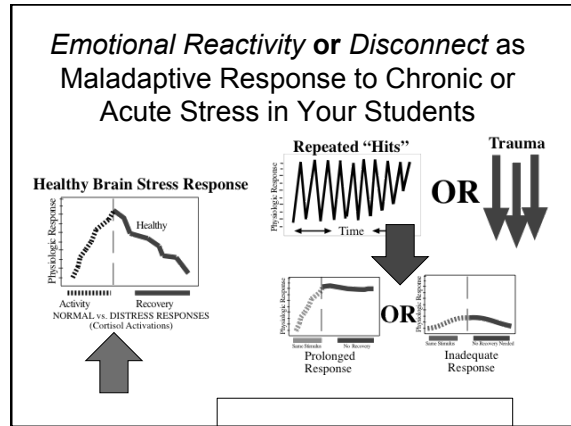 Emotional Reactivity or Disconnect as
Maladaptive Response to Chronic or
Acute Stress in Your Students
Healthy Brain Stress Response
Physiologic Response
Healthy
Activity
Recovery
NORMAL vs. DISTRESS RESPONSES
(Cortisol Activations)
Repeated “Hits”
Physiologic Response
Time
OR
Trauma
Physiologic Response
Same Stimulus
No Recovery
Prolonged
Response
OR
Physiologic Response
Same Stimulus
No Recovery Needed
Inadequate
Response